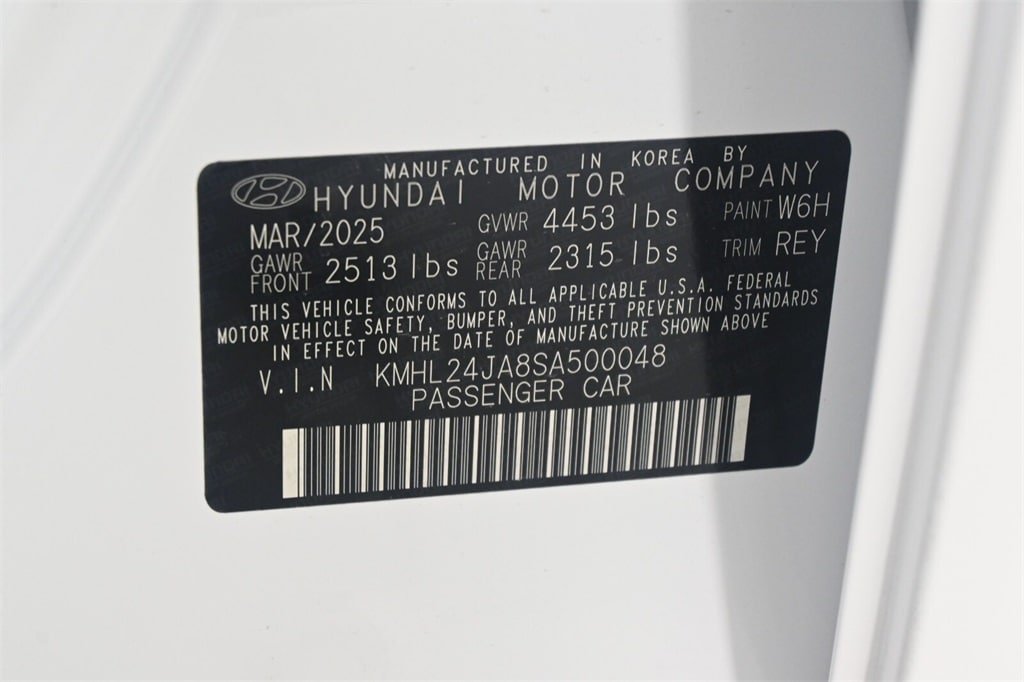 MANUFACTURED IN KOREA BY
HYUNDAI MOTOR COMPANY
MAR/2025 GVWR 4453 lbs PAINT W6H
GAWR FRONT 2513 lbs GAWR REAR 2315 lbs TRIM REY
THIS VEHICLE CONFORMS TO ALL APPLICABLE U.S.A. FEDERAL
MOTOR VEHICLE SAFETY, BUMPER, AND THEFT PREVENTION STANDARDS
IN EFFECT ON THE DATE OF MANUFACTURE SHOWN ABOVE
V.I.N KMHL24JA8SA500048
PASSENGER CAR